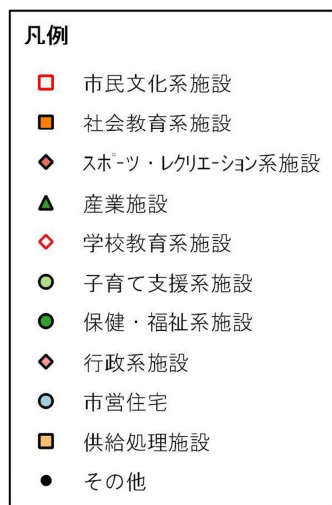 凡例
市民文化系施設
社会教育系施設
ｽﾎﾟｰﾂ・ﾚｸﾘｴｰｼｮﾝ系施設
産業施設
学校教育系施設
子育て支援系施設
保健・福祉系施設
行政系施設
市営住宅
供給処理施設
その他